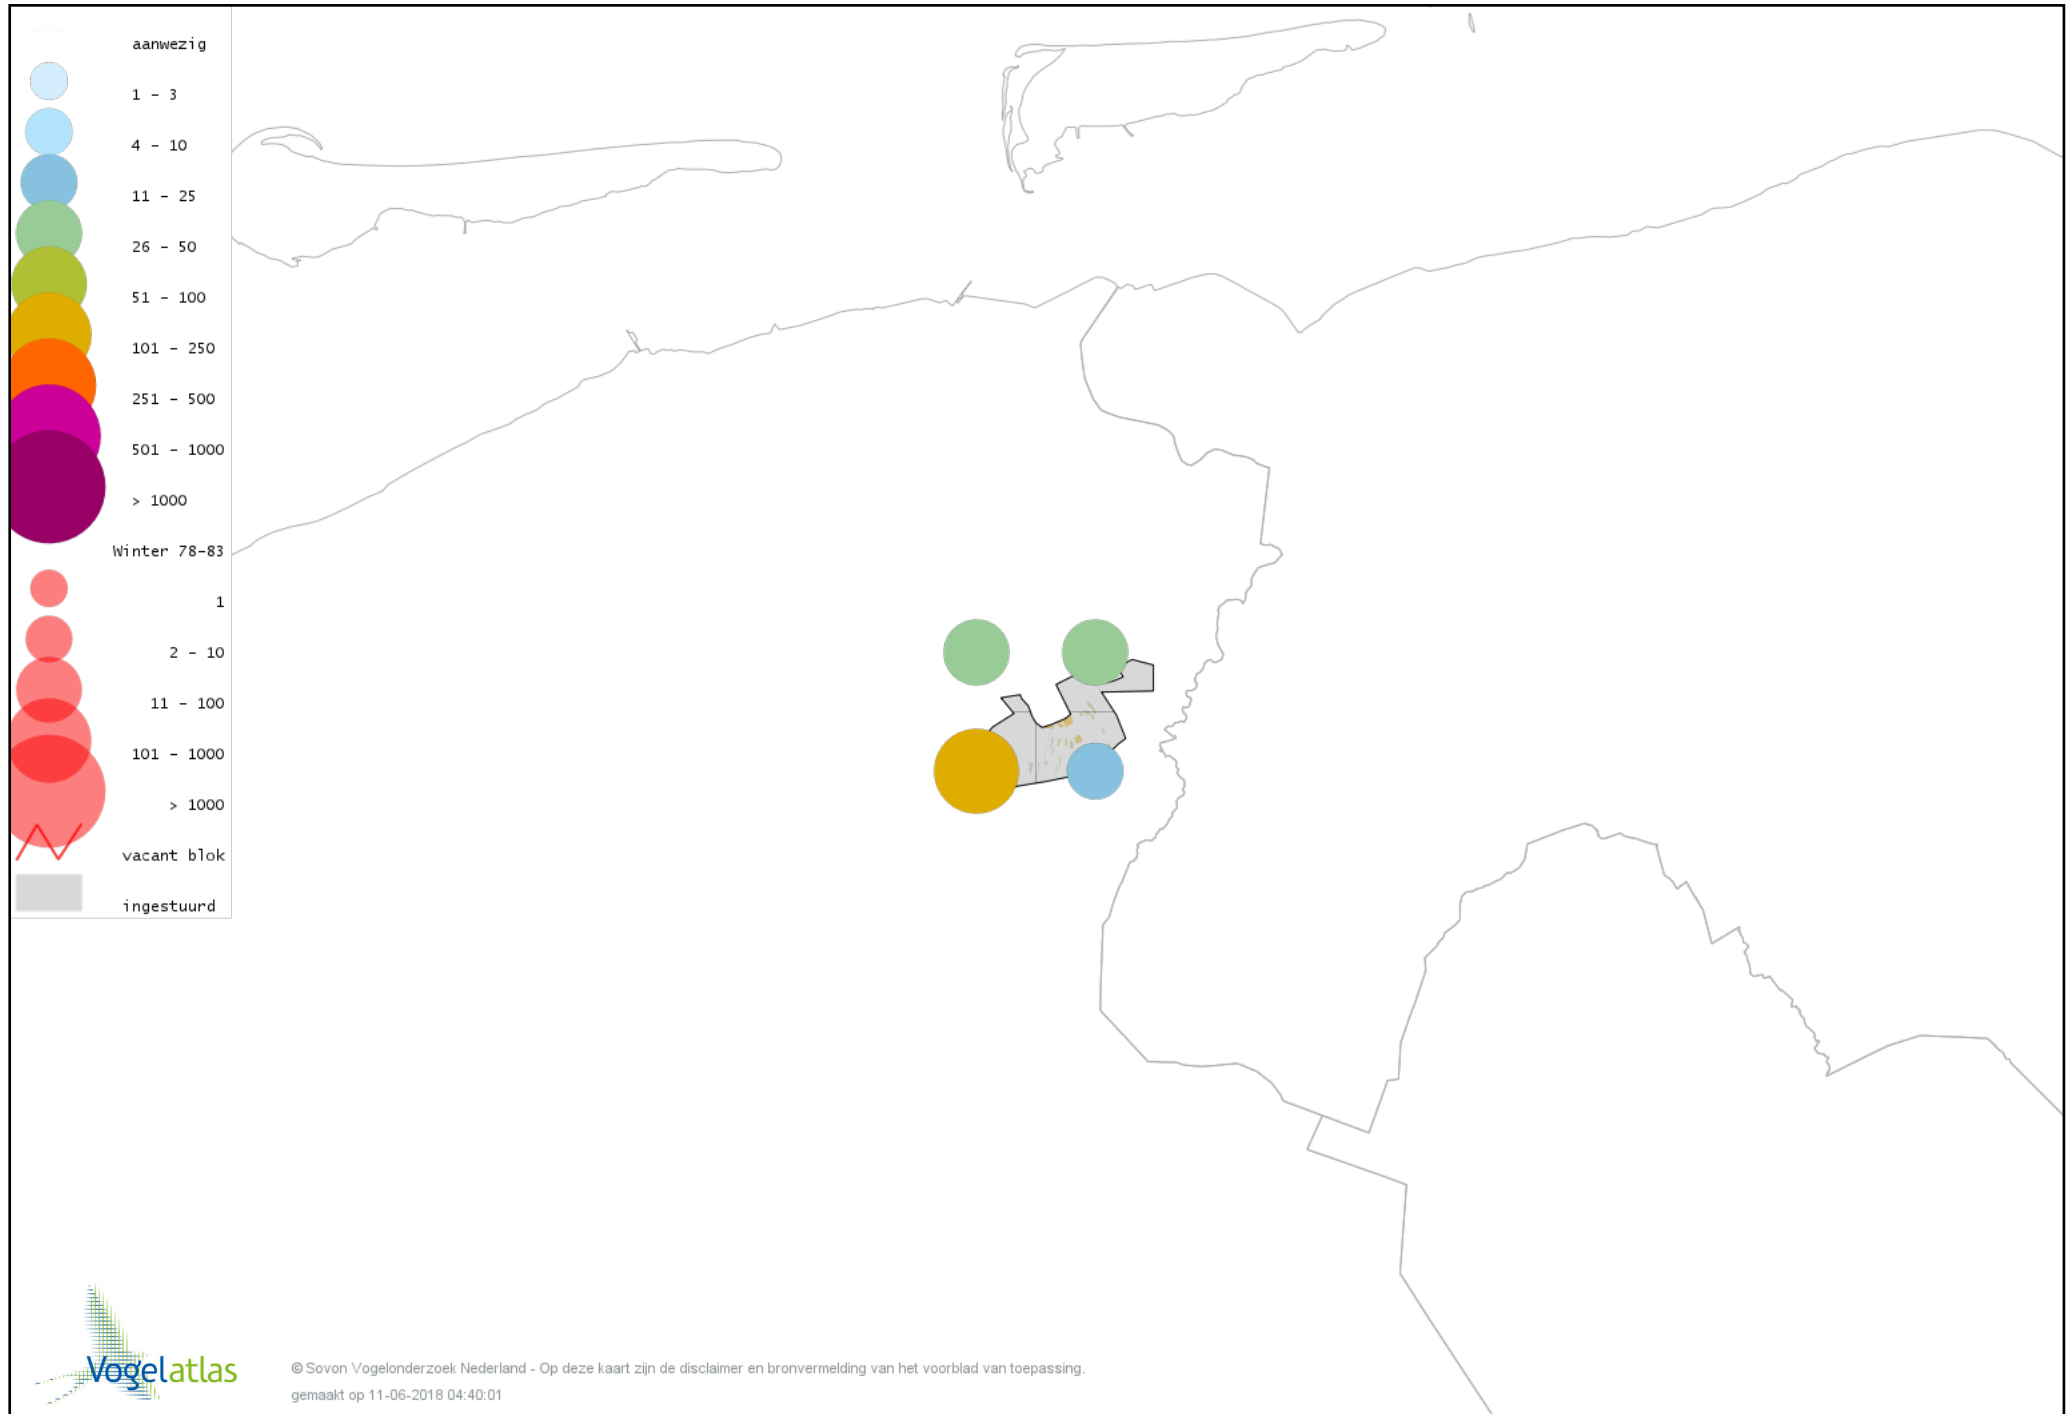 aanwezig
1 - 3
4 - 10
11 - 25
26 - 50
51 - 100
101 - 250
251 - 500
501 - 1000
> 1000
Winter 78-83
1
2 - 10
11 - 100
101 - 1000
> 1000
vacant blok
ingestuurd
Vogelatlas
© Sovon Vogelonderzoek Nederland - Op deze kaart zijn de disclaimer en bronvermelding van het voorblad van toepassing.
gemaakt op 11-06-2018 04:40:01